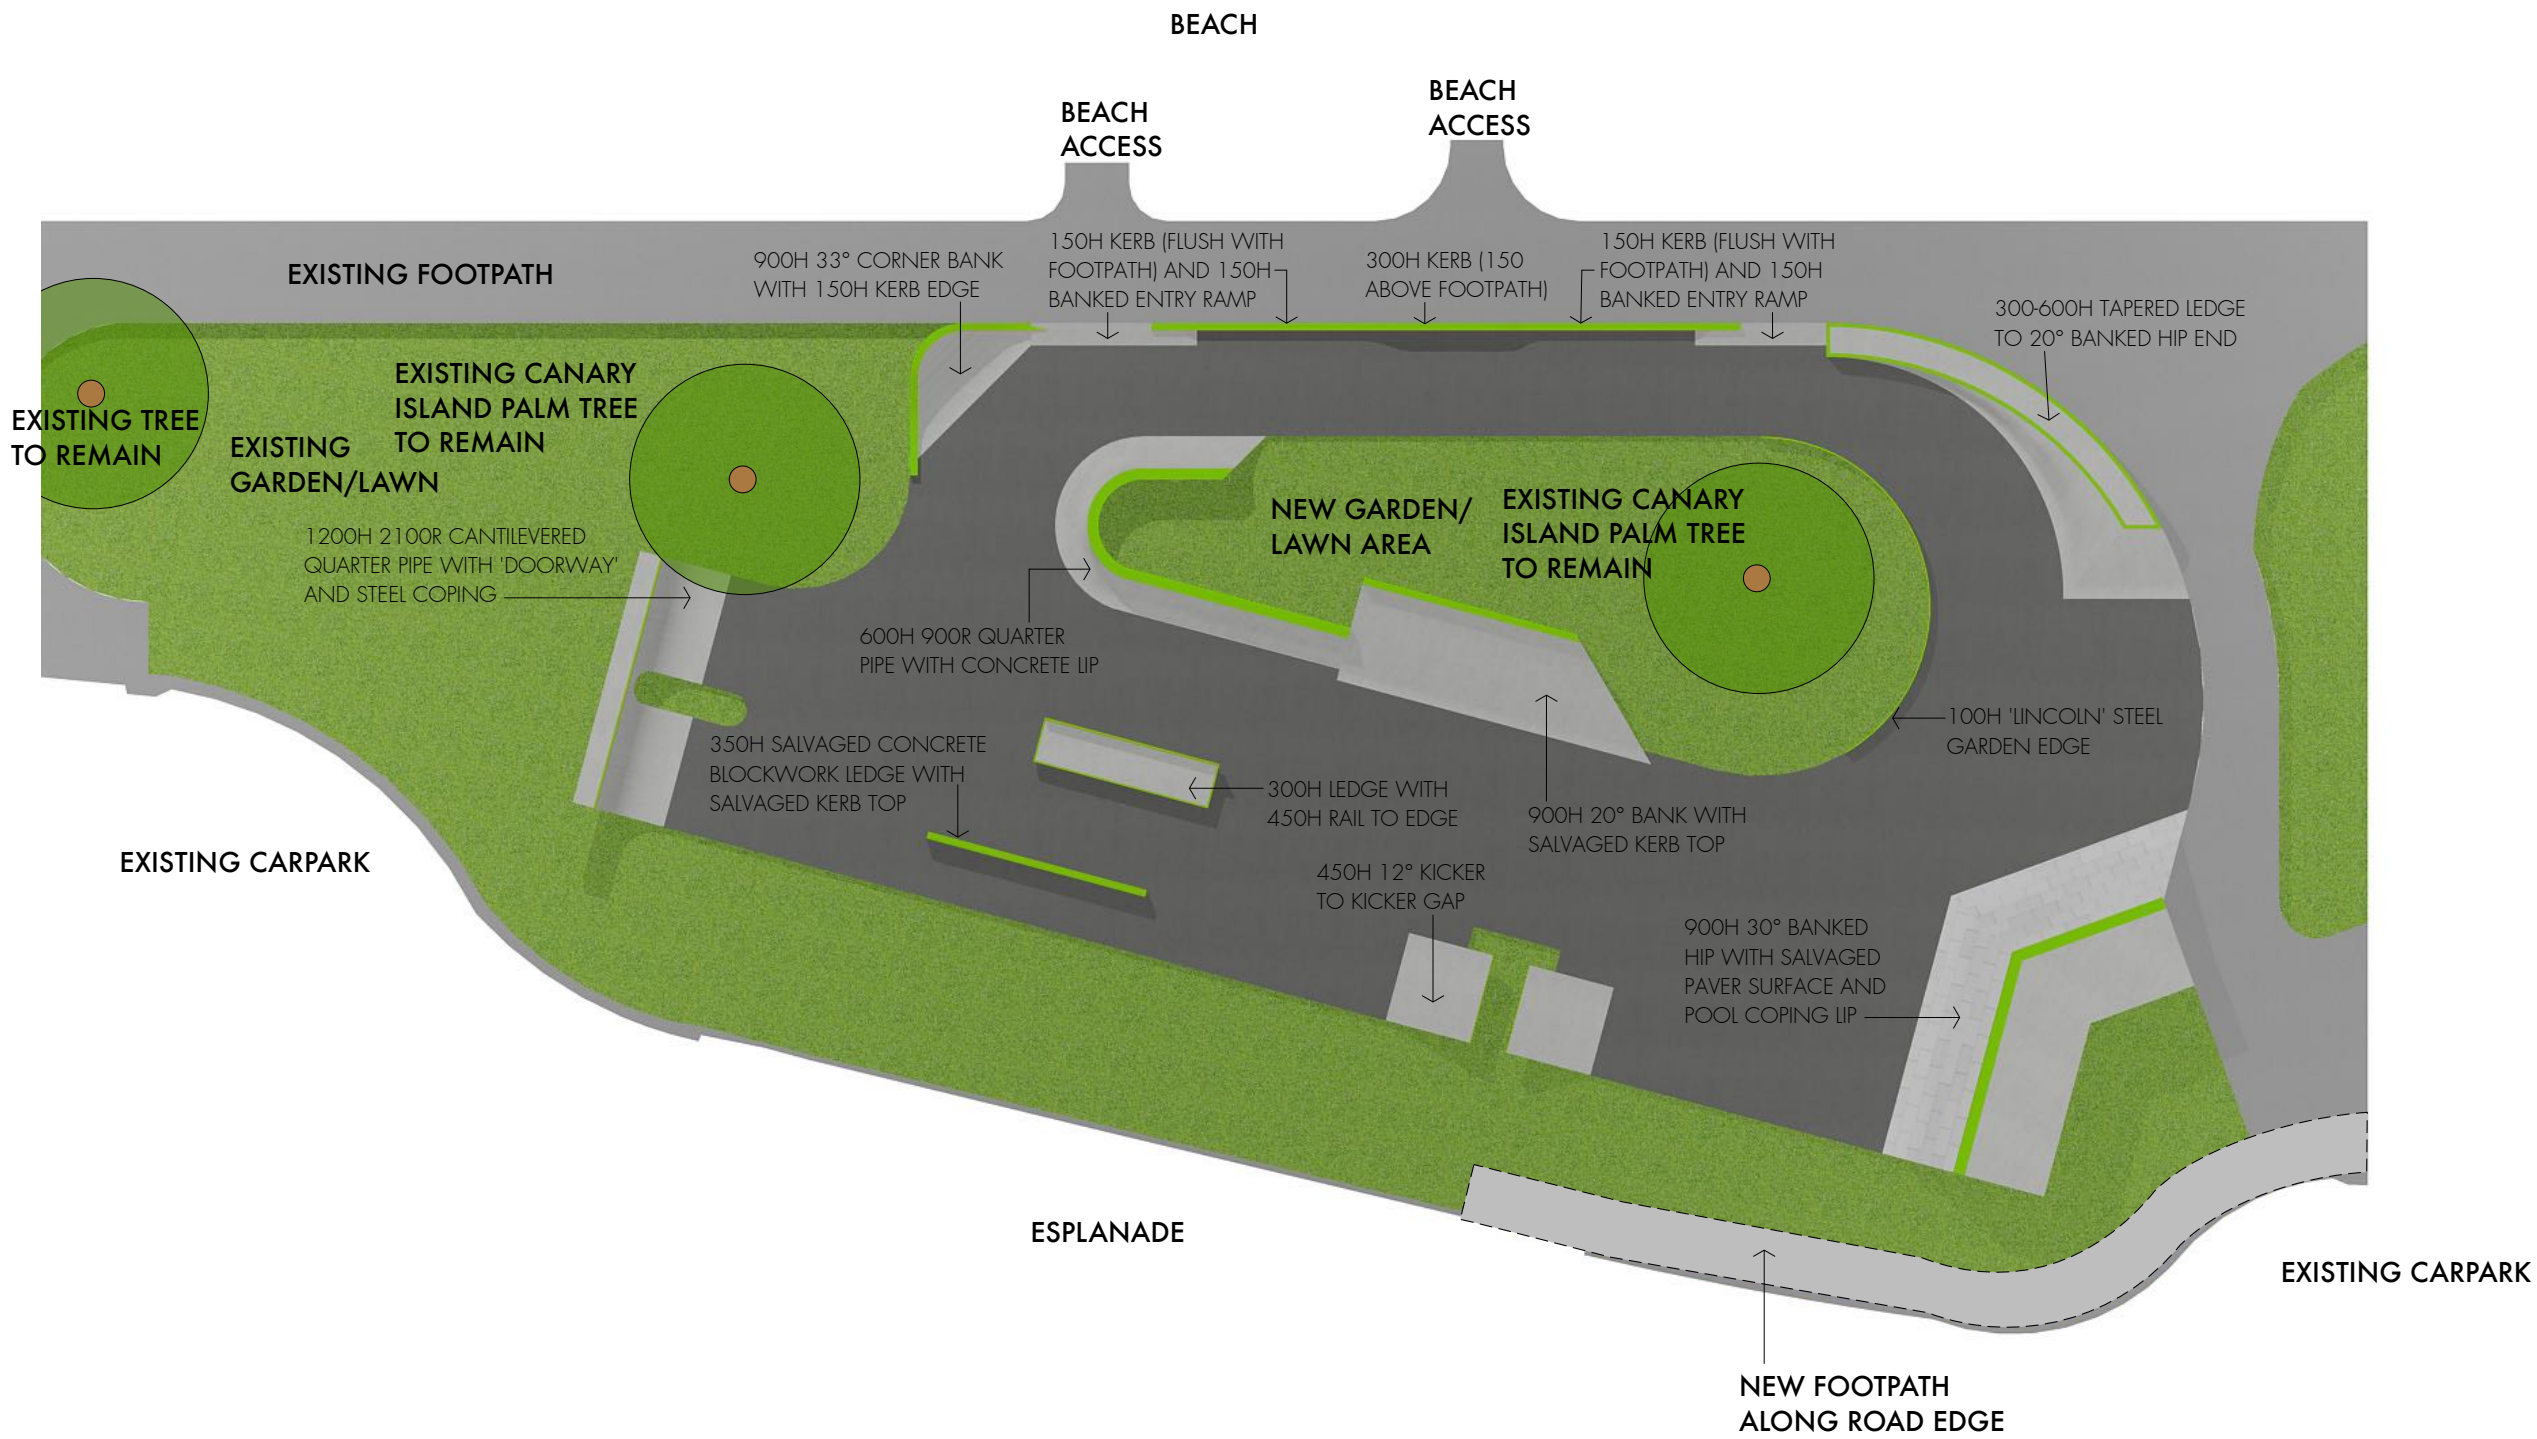 BEACH
BEACH
ACCESS
BEACH
ACCESS
EXISTING FOOTPATH
900H 33° CORNER BANK
WITH 150H KERB EDGE
150H KERB (FLUSH WITH
FOOTPATH) AND 150H
BANKED ENTRY RAMP
300H KERB (150
ABOVE FOOTPATH)
150H KERB (FLUSH WITH
FOOTPATH) AND 150H
BANKED ENTRY RAMP
300-600H TAPERED LEDGE
TO 20° BANKED HIP END
EXISTING TREE
TO REMAIN
EXISTING CANARY
ISLAND PALM TREE
TO REMAIN
EXISTING
GARDEN/LAWN
NEW GARDEN/
LAWN AREA
EXISTING CANARY
ISLAND PALM TREE
TO REMAIN
1200H 2100R CANTILEVERED
QUARTER PIPE WITH 'DOORWAY'
AND STEEL COPING
600H 900R QUARTER
PIPE WITH CONCRETE LIP
100H 'LINCOLN' STEEL
GARDEN EDGE
350H SALVAGED CONCRETE
BLOCKWORK LEDGE WITH
SALVAGED KERB TOP
300H LEDGE WITH
450H RAIL TO EDGE
900H 20° BANK WITH
SALVAGED KERB TOP
EXISTING CARPARK
450H 12° KICKER
TO KICKER GAP
900H 30° BANKED
HIP WITH SALVAGED
PAVER SURFACE AND
POOL COPING LIP
ESPLANADE
EXISTING CARPARK
NEW FOOTPATH
ALONG ROAD EDGE